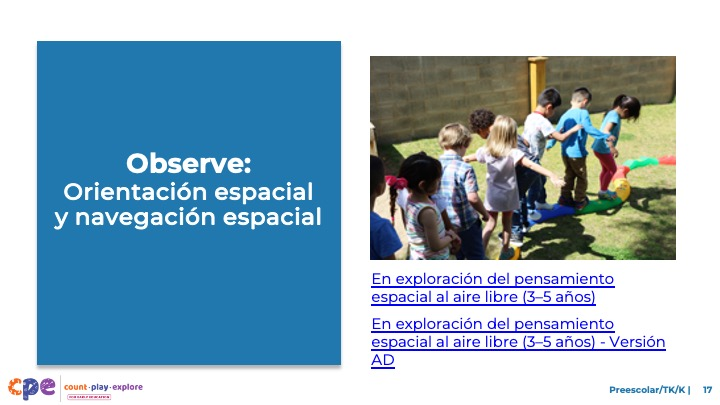 Observe:
Orientación espacial
y navegación espacial
En exploración del pensamiento
espacial al aire libre (3–5 años)
En exploración del pensamiento
espacial al aire libre (3–5 años) - Versión
AD
cpe
count·play·explore
Preescolar/TK/K | 17